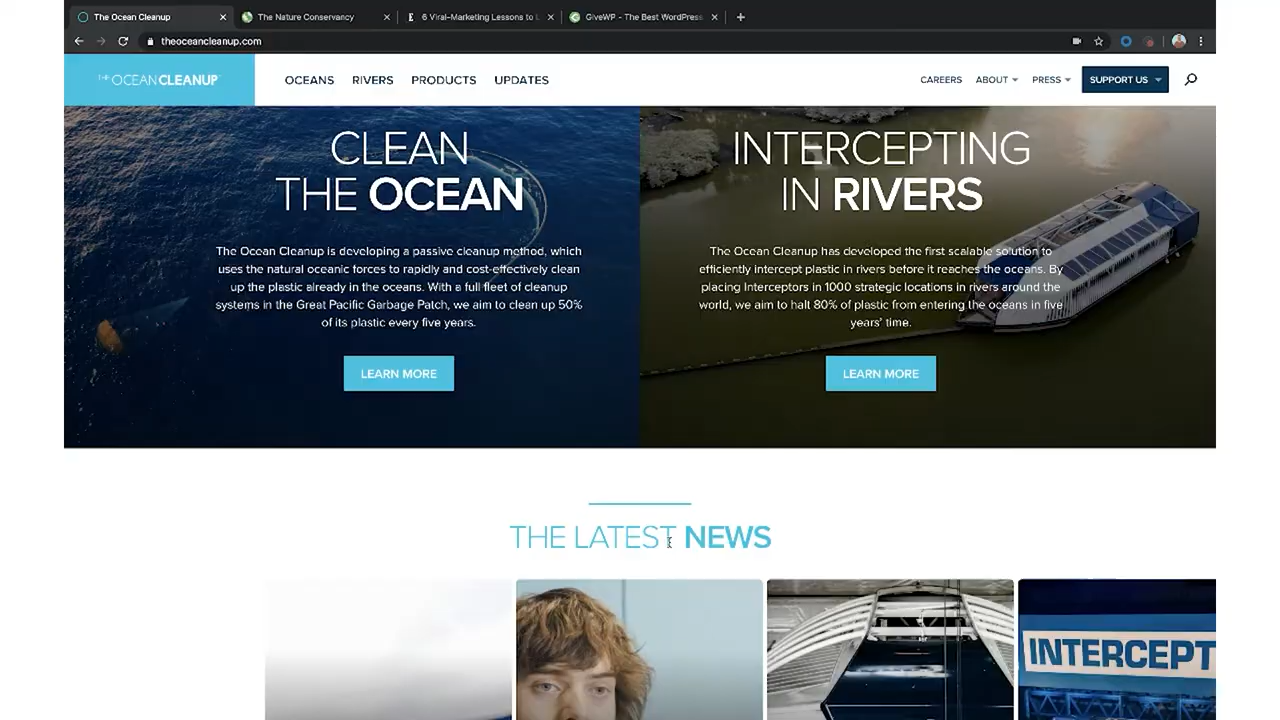 The Ocean Cleanup
The Nature Conservancy
6 Viral-Marketing Lessons to L
GiveWP - The Best WordPress
theoceancleanup.com
THE OCEANCLEANUP
OCEANS
RIVERS
PRODUCTS
UPDATES
CAREERS
ABOUT
PRESS
SUPPORT US
CLEAN
THE OCEAN
The Ocean Cleanup is developing a passive cleanup method, which
uses the natural oceanic forces to rapidly and cost-effectively clean
up the plastic already in the oceans. With a full fleet of cleanup
systems in the Great Pacific Garbage Patch, we aim to clean up 50%
of its plastic every five years.
LEARN MORE
INTERCEPTING
IN RIVERS
The Ocean Cleanup has developed the first scalable solution to
efficiently intercept plastic in rivers before it reaches the oceans. By
placing Interceptors in 1000 strategic locations in rivers around the
world, we aim to halt 80% of plastic from entering the oceans in five
years' time.
LEARN MORE
THE LATEST NEWS
INTERCEPT